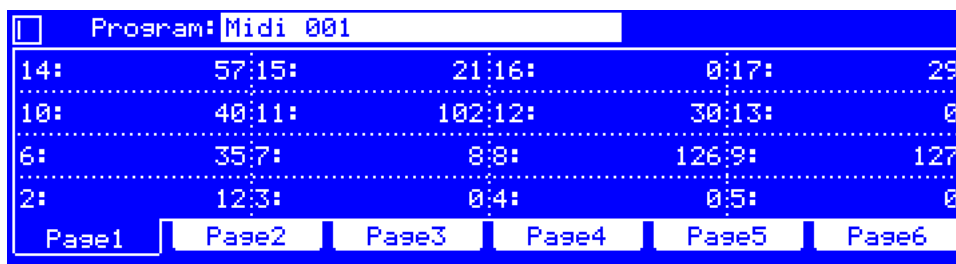 Program: Midi 001
14: 57 15: 21 16: 0 17: 29
10: 40 11: 102 12: 30 13: 0
6: 35 7: 8 8: 126 9: 127
2: 12 3: 0 4: 0 5: 0
Page1 Page2 Page3 Page4 Page5 Page6